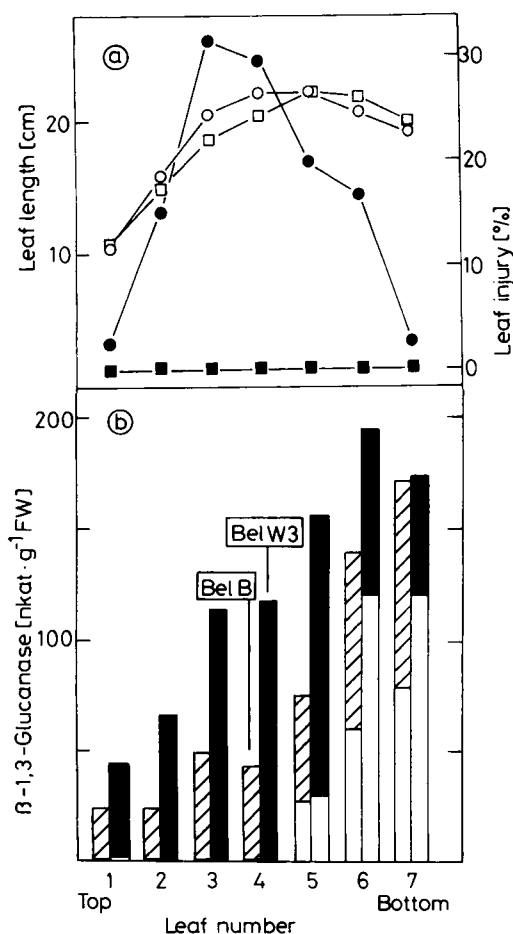 a
Leaf length [cm]
20
10
30
20
10
0
Leaf injury [%]
b
ß-1,3-Glucanase [nkat·g⁻¹FW]
200
100
Bel W3
Bel B
1 2 3 4 5 6 7
Top Bottom
Leaf number